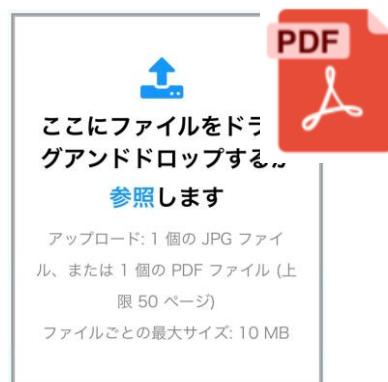 PDF
ここにファイルをドラ
グアンドドロップするか
参照します
アップロード: 1 個の JPG ファイ
ル、または 1 個の PDF ファイル (上
限 50 ページ)
ファイルごとの最大サイズ: 10 MB